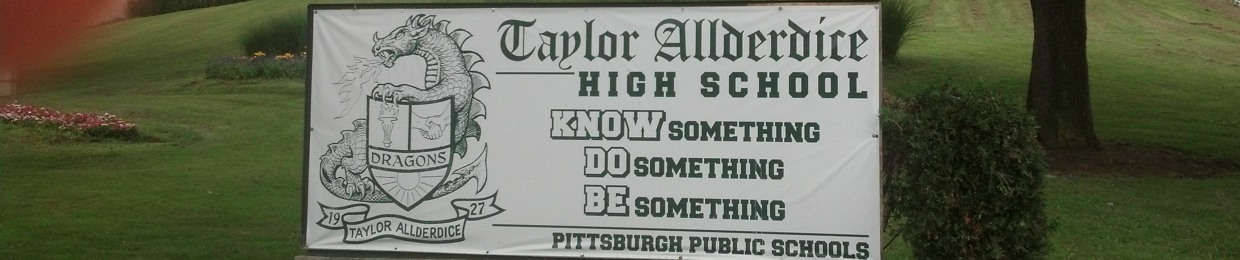 Taylor Allderdice
HIGH SCHOOL
KNOW SOMETHING
DO SOMETHING
BE SOMETHING
PITTSBURGH PUBLIC SCHOOLS
DRAGONS
19 27
TAYLOR ALLDERDICE